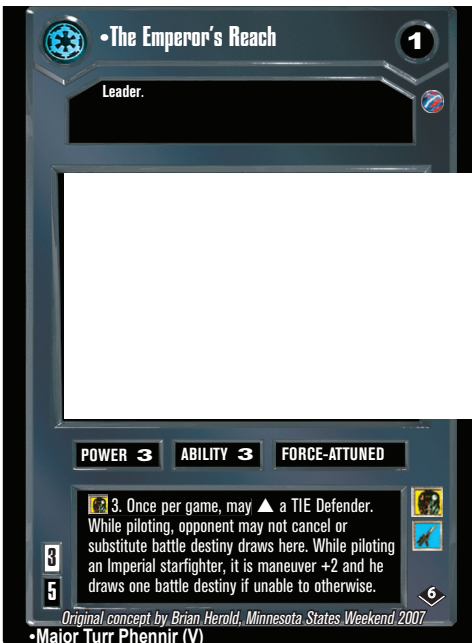 •The Emperor's Reach
1
Leader.
POWER 3
ABILITY 3
FORCE-ATTUNED
3. Once per game, may ▲ a TIE Defender.
While piloting, opponent may not cancel or
substitute battle destiny draws here. While piloting
an Imperial starfighter, it is maneuver +2 and he
draws one battle destiny if unable to otherwise.
3
5
6
Original concept by Brian Herold, Minnesota States Weekend 2007
•Major Turr Phennir (V)